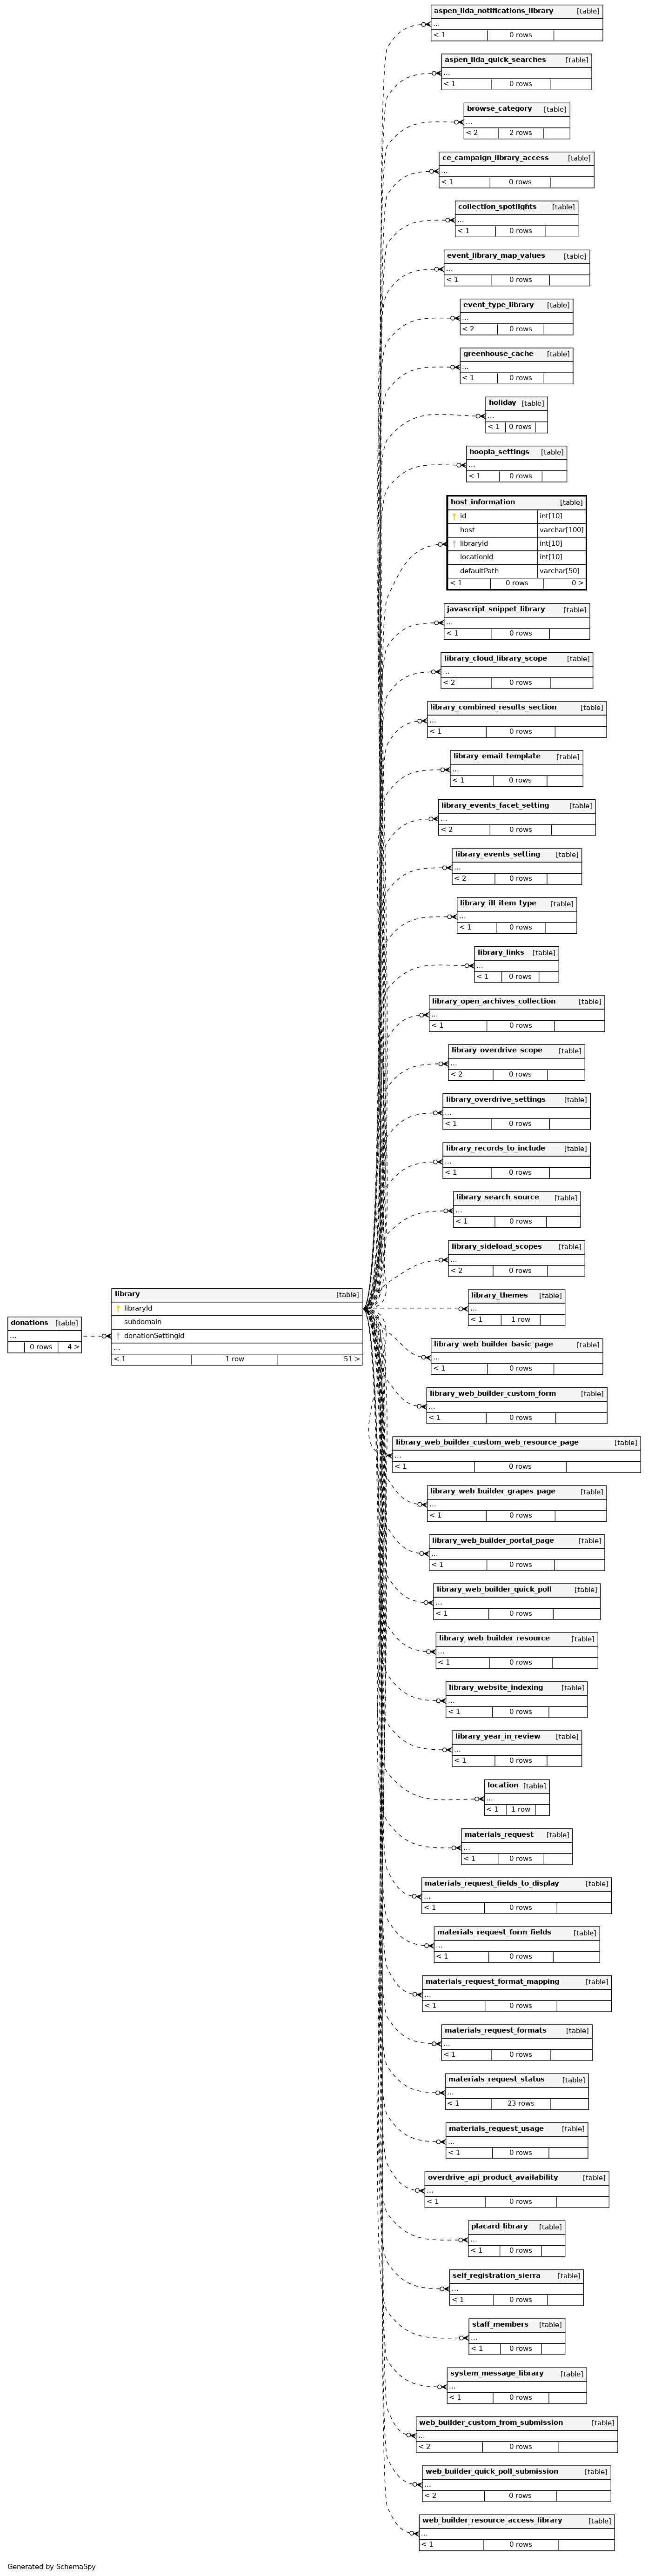 aspen_lida_notifications_library [table]
...
< 1 0 rows
aspen_lida_quick_searches [table]
...
< 1 0 rows
browse_category [table]
...
< 2 2 rows
ce_campaign_library_access [table]
...
< 1 0 rows
collection_spotlights [table]
...
< 1 0 rows
event_library_map_values [table]
...
< 1 0 rows
event_type_library [table]
...
< 2 0 rows
greenhouse_cache [table]
...
< 1 0 rows
holiday [table]
...
< 1 0 rows
hoopla_settings [table]
...
< 1 0 rows
host_information [table]
id int[10]
host varchar[100]
libraryId int[10]
locationId int[10]
defaultPath varchar[50]
< 1 0 rows 0 >
javascript_snippet_library [table]
...
< 1 0 rows
library_cloud_library_scope [table]
...
< 2 0 rows
library_combined_results_section [table]
...
< 1 0 rows
library_email_template [table]
...
< 1 0 rows
library_events_facet_setting [table]
...
< 2 0 rows
library_events_setting [table]
...
< 2 0 rows
library_ill_item_type [table]
...
< 1 0 rows
library_links [table]
...
< 1 0 rows
library_open_archives_collection [table]
...
< 1 0 rows
library_overdrive_scope [table]
...
< 2 0 rows
library_overdrive_settings [table]
...
< 1 0 rows
library_records_to_include [table]
...
< 1 0 rows
library_search_source [table]
...
< 1 0 rows
library_sideload_scopes [table]
...
< 2 0 rows
donations [table]
...
0 rows 4 >
library [table]
libraryId
subdomain
donationSettingId
...
< 1 1 row 51 >
library_themes [table]
...
< 1 1 row
library_web_builder_basic_page [table]
...
< 1 0 rows
library_web_builder_custom_form [table]
...
< 1 0 rows
library_web_builder_custom_web_resource_page [table]
...
< 1 0 rows
library_web_builder_grapes_page [table]
...
< 1 0 rows
library_web_builder_portal_page [table]
...
< 1 0 rows
library_web_builder_quick_poll [table]
...
< 1 0 rows
library_web_builder_resource [table]
...
< 1 0 rows
library_website_indexing [table]
...
< 1 0 rows
library_year_in_review [table]
...
< 1 0 rows
location [table]
...
< 1 1 row
materials_request [table]
...
< 1 0 rows
materials_request_fields_to_display [table]
...
< 1 0 rows
materials_request_form_fields [table]
...
< 1 0 rows
materials_request_format_mapping [table]
...
< 1 0 rows
materials_request_formats [table]
...
< 1 0 rows
materials_request_status [table]
...
< 1 23 rows
materials_request_usage [table]
...
< 1 0 rows
overdrive_api_product_availability [table]
...
< 1 0 rows
placard_library [table]
...
< 1 0 rows
self_registration_sierra [table]
...
< 1 0 rows
staff_members [table]
...
< 1 0 rows
system_message_library [table]
...
< 1 0 rows
web_builder_custom_from_submission [table]
...
< 2 0 rows
web_builder_quick_poll_submission [table]
...
< 2 0 rows
web_builder_resource_access_library [table]
...
< 1 0 rows
Generated by SchemaSpy